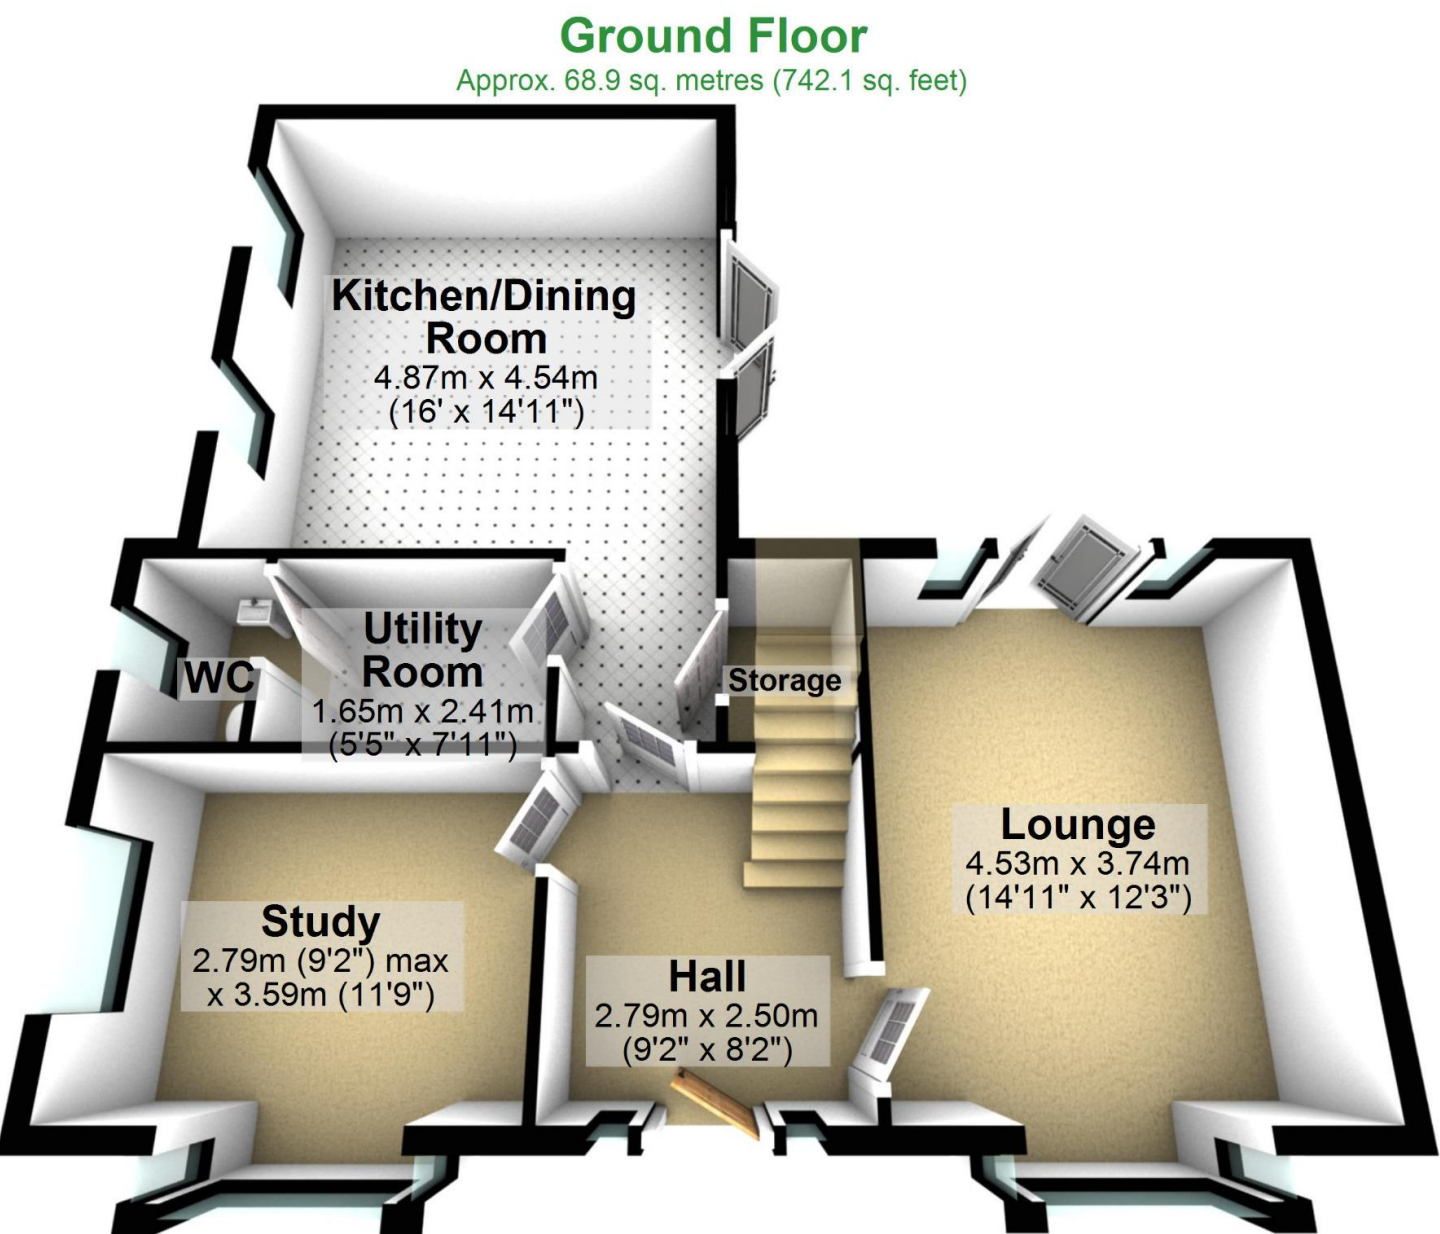 Ground Floor
Approx. 68.9 sq. metres (742.1 sq. feet)
Kitchen/Dining
Room
4.87m x 4.54m
(16' x 14'11")
Utility
Room
1.65m x 2.41m
(5'5" x 7'11")
WC
Storage
Lounge
4.53m x 3.74m
(14'11" x 12'3")
Study
2.79m (9'2") max
x 3.59m (11'9")
Hall
2.79m x 2.50m
(9'2" x 8'2")